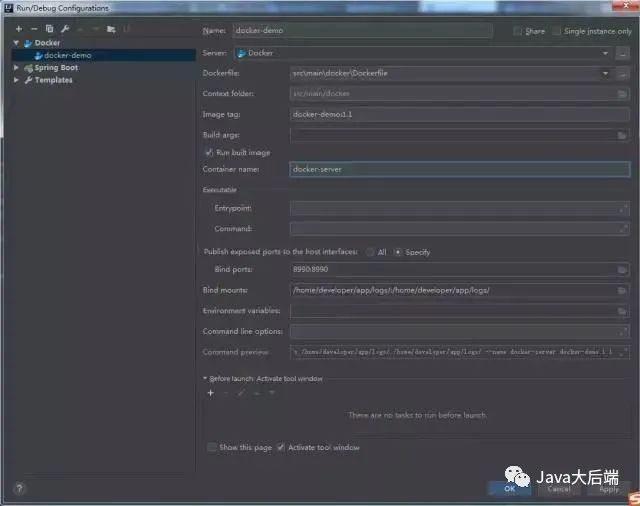 Run/Debug Configurations
Name: docker-demo
Share
Single instance only
Docker
docker-demo
Spring Boot
Templates
Server: Docker
Dockerfile: src\main\docker\Dockerfile
Context folder: src/main/docker
Image tag: docker-demo:1.1
Build args:
Run built image
Container name: docker-server
Executable
Entrypoint:
Command:
Publish exposed ports to the host interfaces: All Specify
Bind ports: 8990:8990
Bind mounts: /home/developer/app/logs/:/home/developer/app/logs/
Environment variables:
Command line options:
Command preview: /home/developer/app/logs/ --name docker-server docker-demo:1.1
Before launch: Activate tool window
There are no tasks to run before launch
Show this page
Activate tool window
Java大后端
OK Cancel Apply